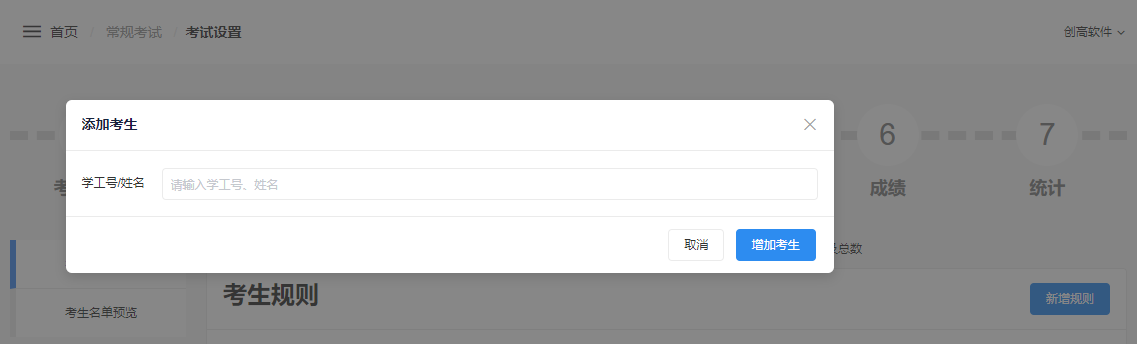 首页 / 常规考试 / 考试设置
创高软件
添加考生
学工号/姓名
请输入学工号、姓名
取消
增加考生
6
7
成绩
统计
总数
考生名单预览
考生规则
新增规则